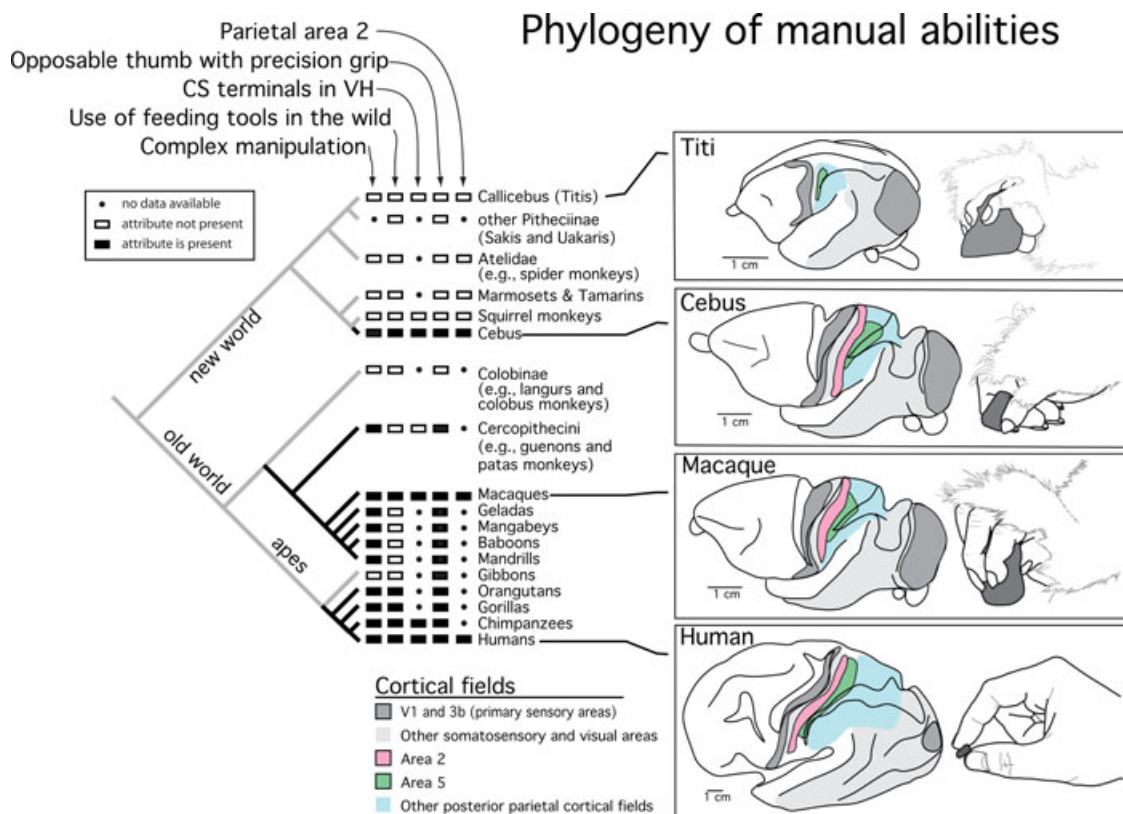 Phylogeny of manual abilities
Parietal area 2
Opposable thumb with precision grip
CS terminals in VH
Use of feeding tools in the wild
Complex manipulation
no data available
attribute not present
attribute is present
new world
old world
apes
Callicebus (Titis)
other Pitheciinae
(Sakis and Uakaris)
Atelidae
(e.g., spider monkeys)
Marmosets & Tamarins
Squirrel monkeys
Cebus
Colobinae
(e.g., langurs and
colobus monkeys)
Cercopithecini
(e.g., guenons and
patas monkeys)
Macaques
Geladas
Mangabeys
Baboons
Mandrills
Gibbons
Orangutans
Gorillas
Chimpanzees
Humans
Cortical fields
V1 and 3b (primary sensory areas)
Other somatosensory and visual areas
Area 2
Area 5
Other posterior parietal cortical fields
Titi
1 cm
Cebus
1 cm
Macaque
1 cm
Human
1 cm